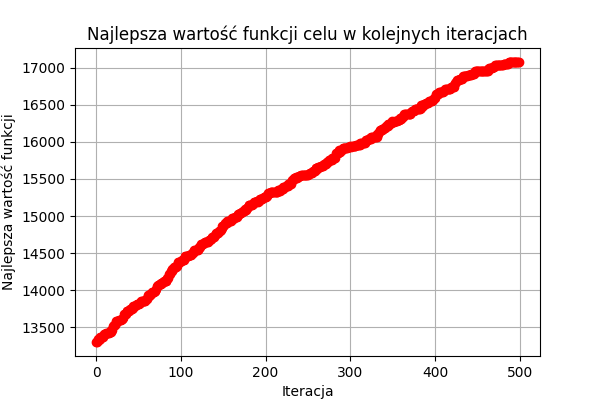 Najlepsza wartość funkcji celu w kolejnych iteracjach
Najlepsza wartość funkcji
17000
16500
16000
15500
15000
14500
14000
13500
0 100 200 300 400 500
Iteracja